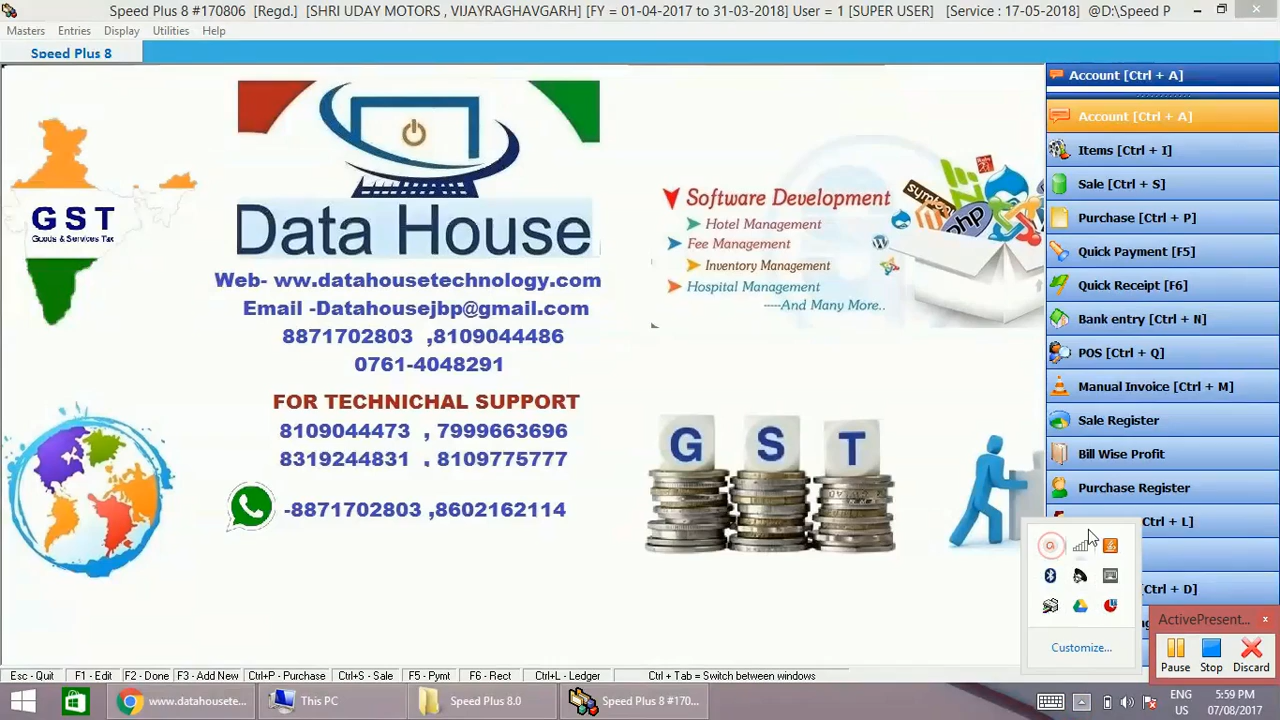 Speed Plus 8 #170806 [Regd.] [SHRI UDAY MOTORS, VIJAYRAGHAVGARH] [FY = 01-04-2017 to 31-03-2018] User = 1 [SUPER USER] [Service : 17-05-2018] @D:\Speed P
Masters Entries Display Utilities Help
Speed Plus 8
Account [Ctrl + A]
Account [Ctrl + A]
Items [Ctrl + I]
Sale [Ctrl + S]
Purchase [Ctrl + P]
Quick Payment [F5]
Quick Receipt [F6]
Bank entry [Ctrl + N]
POS [Ctrl + Q]
Manual Invoice [Ctrl + M]
Sale Register
Bill Wise Profit
Purchase Register
Ctrl + L]
Ctrl + D]
GST
Goods & Services Tax
Data House
Web- ww.datahousetechnology.com
Email -Datahousejbp@gmail.com
8871702803 ,8109044486
0761-4048291
FOR TECHNICHAL SUPPORT
8109044473 , 7999663696
8319244831 , 8109775777
-8871702803 ,8602162114
Software Development
Hotel Management
Fee Management
Inventory Management
Hospital Management
-----And Many More..
php
G S T
Customize...
ActivePresent... x
Pause Stop Discard
Esc - Quit F1 - Edit F2 - Done F3 - Add New Ctrl+P - Purchase Ctrl+S - Sale F5 - Pymt F6 - Rect Ctrl+L - Ledger Ctrl + Tab = Switch between windows
www.datahousete... This PC Speed Plus 8.0 Speed Plus 8 #170...
ENG
US
5:59 PM
07/08/2017